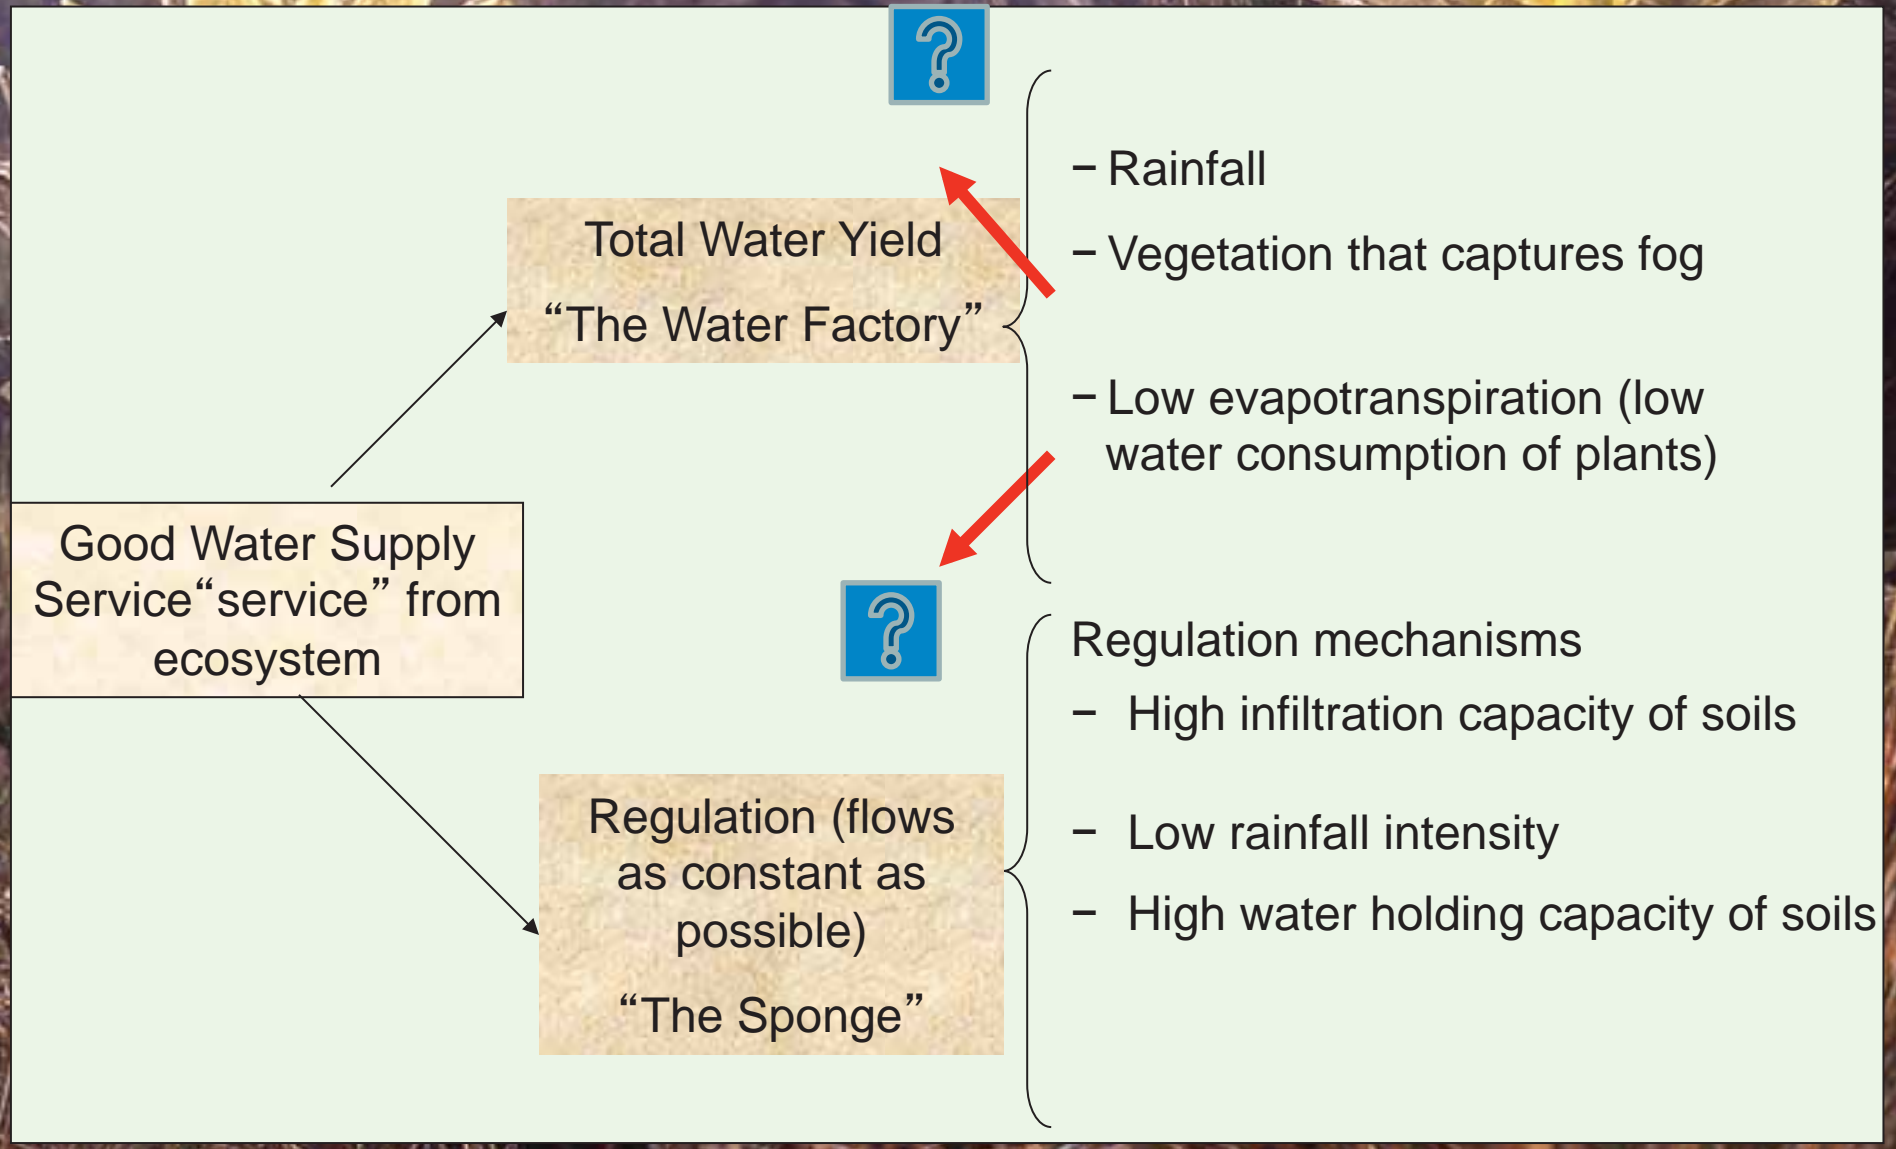 Total Water Yield
“The Water Factory”
− Rainfall
− Vegetation that captures fog
− Low evapotranspiration (low
water consumption of plants)
Good Water Supply
Service“service” from
ecosystem
Regulation (flows
as constant as
possible)
“The Sponge”
Regulation mechanisms
− High infiltration capacity of soils
− Low rainfall intensity
− High water holding capacity of soils